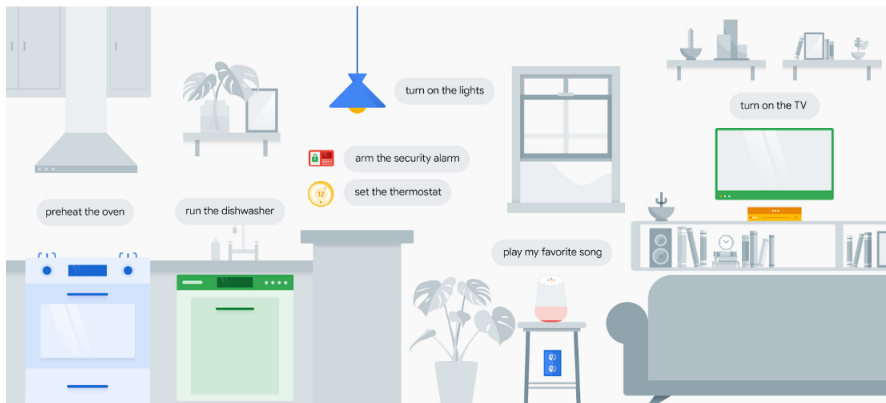 turn on the lights
turn on the TV
arm the security alarm
set the thermostat
preheat the oven
run the dishwasher
play my favorite song